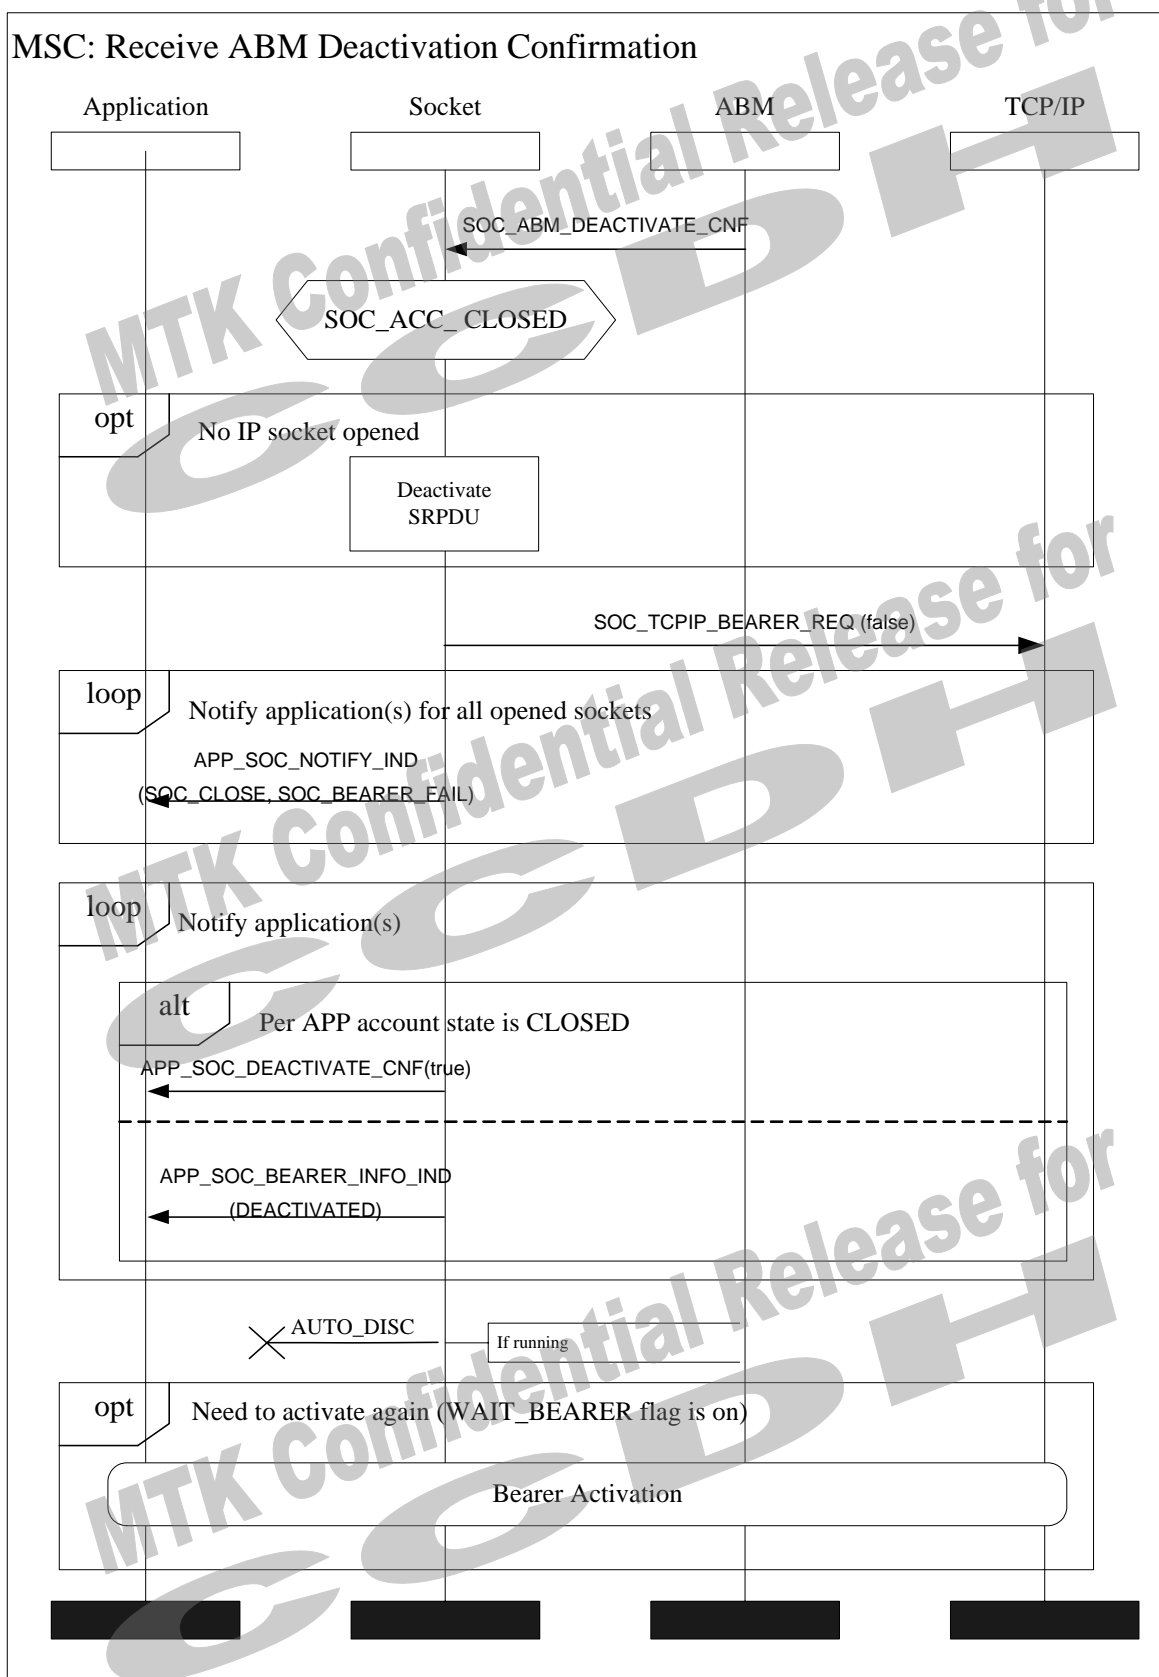 MSC: Receive ABM Deactivation Confirmation
Application
Socket
ABM
TCP/IP
SOC_ABM_DEACTIVATE_CNF
SOC_ACC_ CLOSED
opt
No IP socket opened
Deactivate
SRPDU
SOC_TCPIP_BEARER_REQ (false)
loop
Notify application(s) for all opened sockets
APP_SOC_NOTIFY_IND
(SOC_CLOSE, SOC_BEARER_FAIL)
loop
Notify application(s)
alt
Per APP account state is CLOSED
APP_SOC_DEACTIVATE_CNF(true)
APP_SOC_BEARER_INFO_IND
(DEACTIVATED)
AUTO_DISC
If running
opt
Need to activate again (WAIT_BEARER flag is on)
Bearer Activation
MTK Confidential Release for
CCDH
MTK Confidential Release for
CCDH
MTK Confidential Release for
CCDH